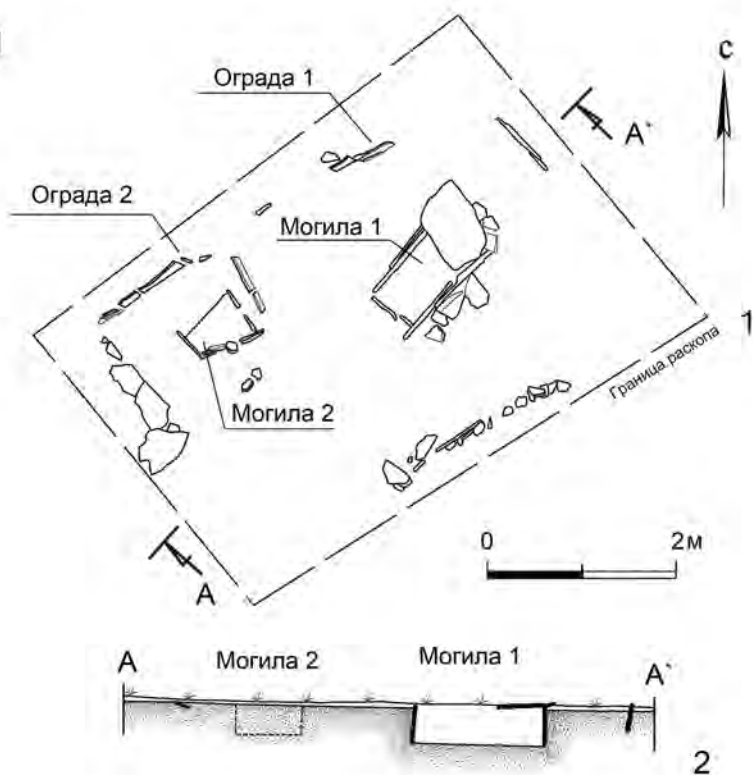 Ограда 1
С
А`
Ограда 2
Могила 1
1
Граница раскопа
Могила 2
0 2м
А
А Могила 2 Могила 1 А`
2